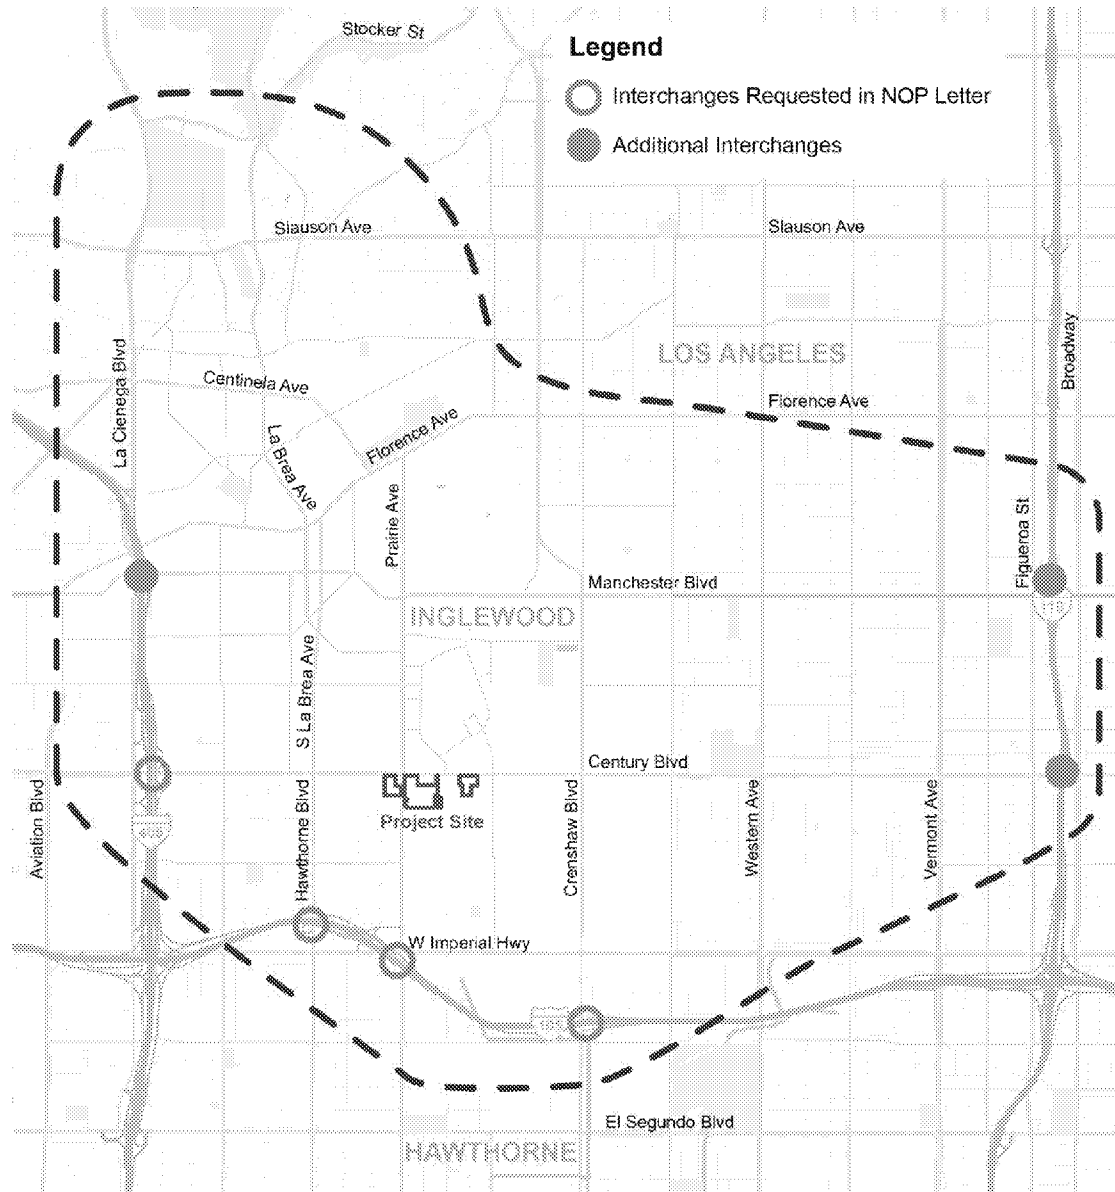 Stocker St
Legend
Interchanges Requested in NOP Letter
Additional Interchanges
Slauson Ave
Slauson Ave
Broadway
La Cienega Blvd
LOS ANGELES
Centinela Ave
Florence Ave
Florence Ave
La Brea Ave
Prairie Ave
Figueroa St
Manchester Blvd
110
INGLEWOOD
S La Brea Ave
Century Blvd
Aviation Blvd
Hawthorne Blvd
Project Site
Crenshaw Blvd
Western Ave
Vermont Ave
405
W Imperial Hwy
105
El Segundo Blvd
HAWTHORNE